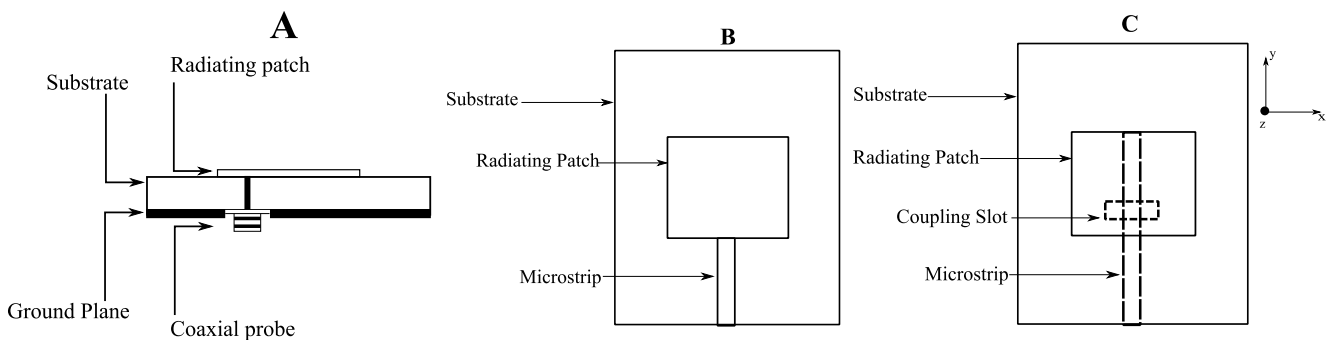 A
Radiating patch
Substrate
Ground Plane
Coaxial probe
B
Substrate
Radiating Patch
Microstrip
C
Substrate
Radiating Patch
Coupling Slot
Microstrip
y
x
z